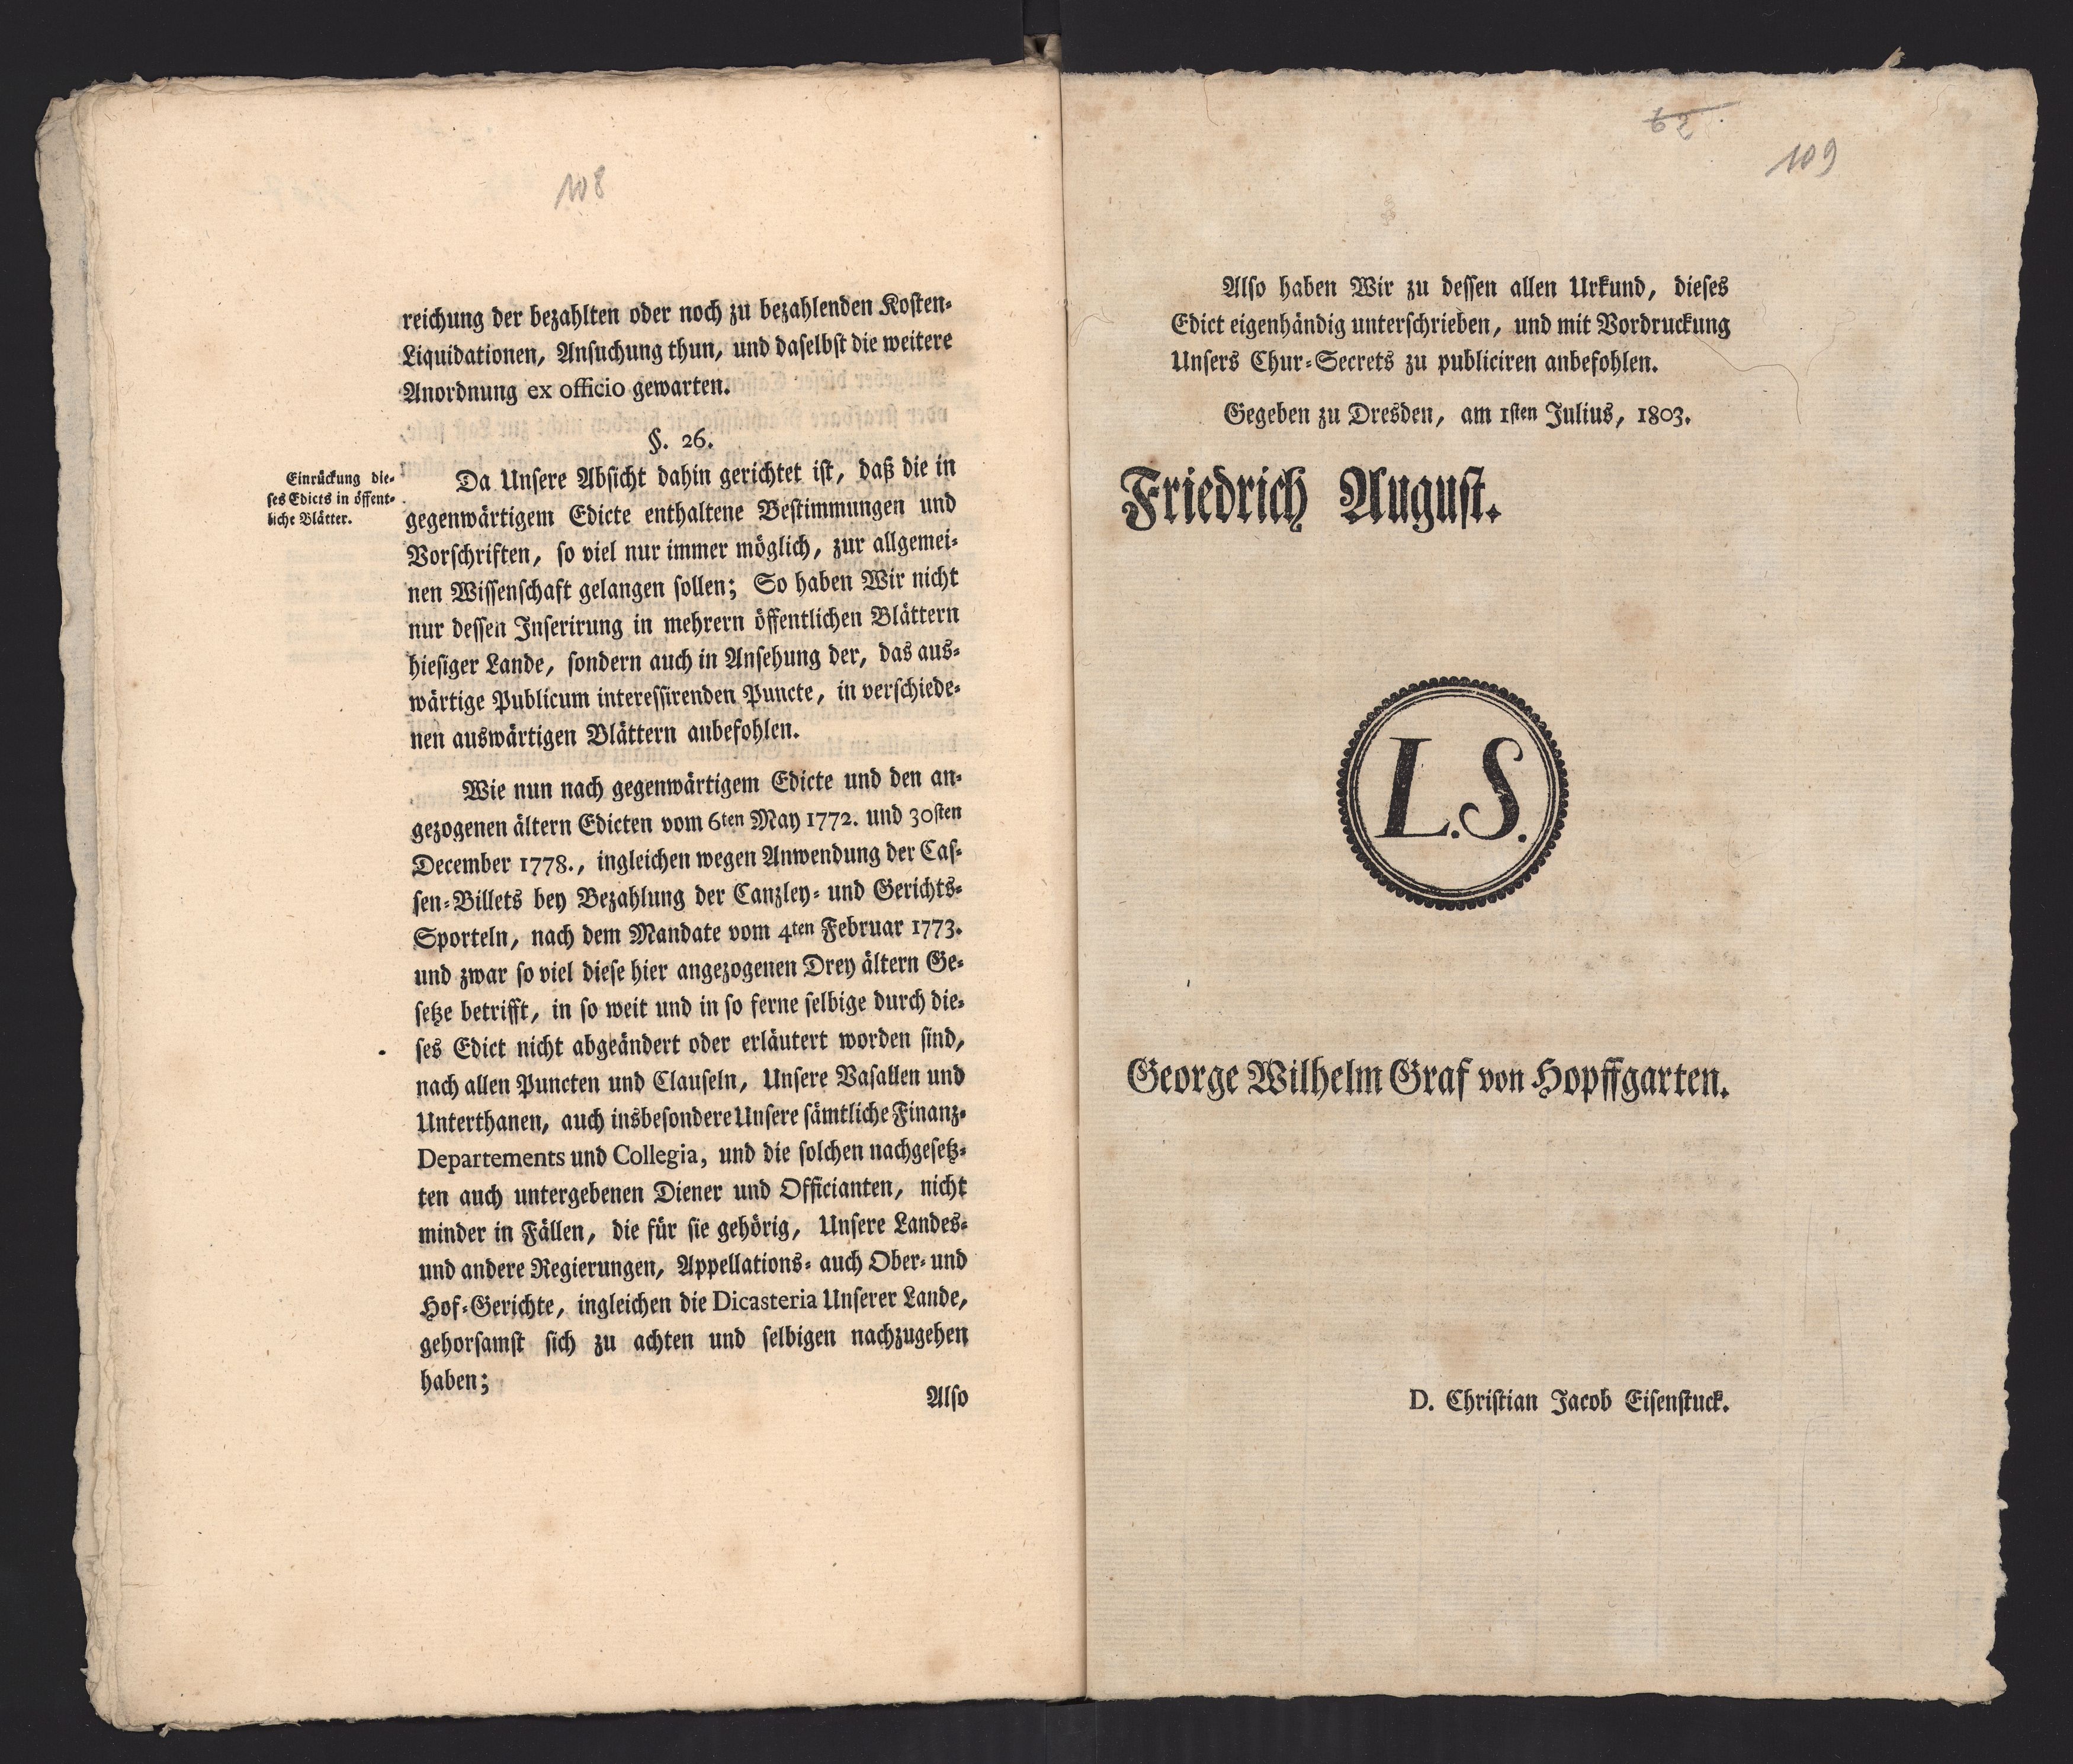 108
reichung der bezahlten oder noch zu bezahlenden Kosten-
Liquidationen, Ansuchung thun, und daselbst die weitere
Anordnung ex officio gewarten.
§. 26.
Einrückung die-
ses Edicts in öffent-
liche Blätter.
Da Unsere Absicht dahin gerichtet ist, daß die in
gegenwärtigem Edicte enthaltene Bestimmungen und
Vorschriften, so viel nur immer möglich, zur allgemei-
nen Wissenschaft gelangen sollen; So haben Wir nicht
nur dessen Inserirung in mehrern öffentlichen Blättern
hiesiger Lande, sondern auch in Ansehung der, das aus-
wärtige Publicum interessirenden Puncte, in verschiede-
nen auswärtigen Blättern anbefohlen.
Wie nun nach gegenwärtigem Edicte und den an-
gezogenen ältern Edicten vom 6ten May 1772. und 30sten
December 1778., ingleichen wegen Anwendung der Cas-
sen-Billets bey Bezahlung der Canzley- und Gerichts-
Sporteln, nach dem Mandate vom 4ten Februar 1773.
und zwar so viel diese hier angezogenen Drey ältern Ge-
setze betrifft, in so weit und in so ferne selbige durch die-
ses Edict nicht abgeändert oder erläutert worden sind,
nach allen Puncten und Clauseln, Unsere Vasallen und
Unterthanen, auch insbesondere Unsere sämtliche Finanz-
Departements und Collegia, und die solchen nachgesetz-
ten auch untergebenen Diener und Officianten, nicht
minder in Fällen, die für sie gehörig, Unsere Landes-
und andere Regierungen, Appellations- auch Ober- und
Hof-Gerichte, ingleichen die Dicasteria Unserer Lande,
gehorsamst sich zu achten und selbigen nachzugehen
haben;
Also
62
109
Also haben Wir zu dessen allen Urkund, dieses
Edict eigenhändig unterschrieben, und mit Vordruckung
Unsers Chur-Secrets zu publiciren anbefohlen.
Gegeben zu Dresden, am 1sten Julius, 1803.
Friedrich August.
L.S.
George Wilhelm Graf von Hopffgarten.
D. Christian Jacob Eisenstuck.